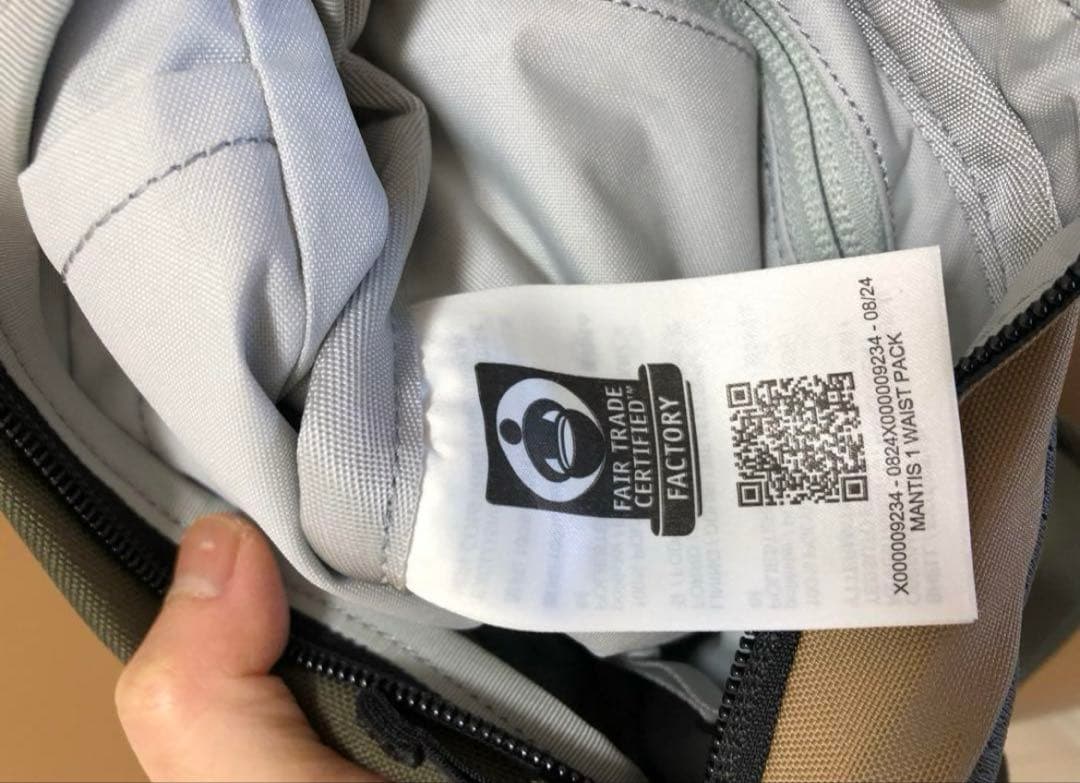 FAIR TRADE
CERTIFIED™
FACTORY
X000009234 - 0824X000009234 - 08/24
MANTIS 1 WAIST PACK